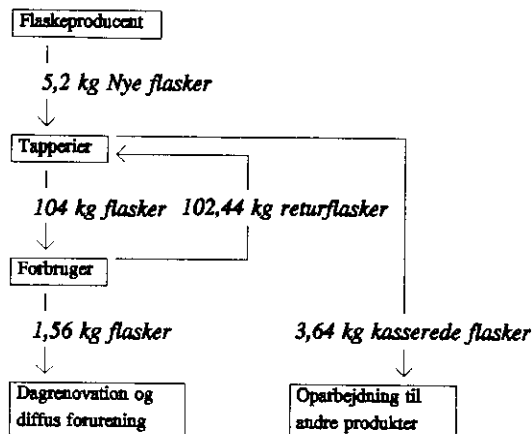 Flaskeproducent
5,2 kg Nye flasker
Tapperier
104 kg flasker 102,44 kg returflasker
Forbruger
1,56 kg flasker
3,64 kg kasserede flasker
Dagrenovation og
diffus forurening
Oparbejdning til
andre produkter